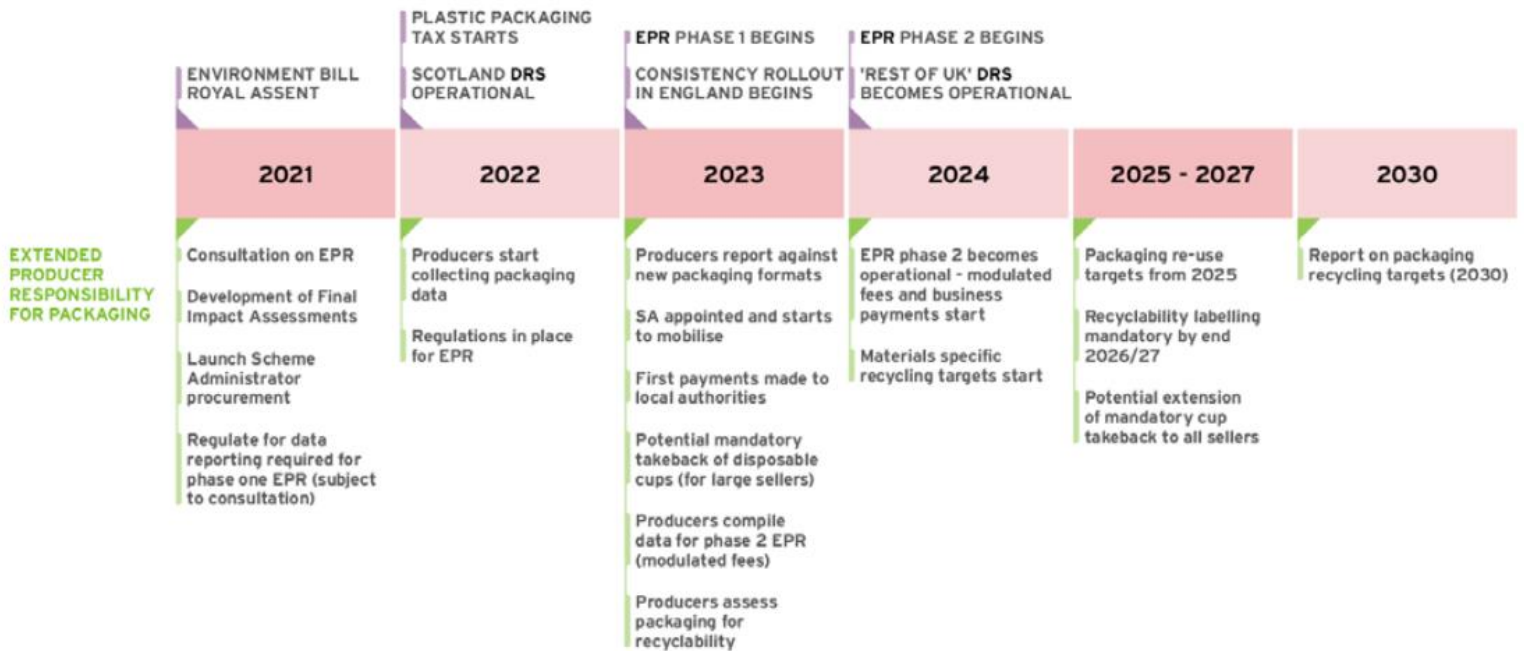 PLASTIC PACKAGING
TAX STARTS
EPR PHASE 1 BEGINS
EPR PHASE 2 BEGINS
ENVIRONMENT BILL
ROYAL ASSENT
SCOTLAND DRS
OPERATIONAL
CONSISTENCY ROLLOUT
IN ENGLAND BEGINS
'REST OF UK' DRS
BECOMES OPERATIONAL
2021
2022
2023
2024
2025 - 2027
2030
EXTENDED
PRODUCER
RESPONSIBILITY
FOR PACKAGING
Consultation on EPR
Development of Final
Impact Assessments
Launch Scheme
Administrator
procurement
Regulate for data
reporting required for
phase one EPR (subject
to consultation)
Producers start
collecting packaging
data
Regulations in place
for EPR
Producers report against
new packaging formats
SA appointed and starts
to mobilise
First payments made to
local authorities
Potential mandatory
takeback of disposable
cups (for large sellers)
Producers compile
data for phase 2 EPR
(modulated fees)
Producers assess
packaging for
recyclability
EPR phase 2 becomes
operational - modulated
fees and business
payments start
Materials specific
recycling targets start
Packaging re-use
targets from 2025
Recyclability labelling
mandatory by end
2026/27
Potential extension
of mandatory cup
takeback to all sellers
Report on packaging
recycling targets (2030)